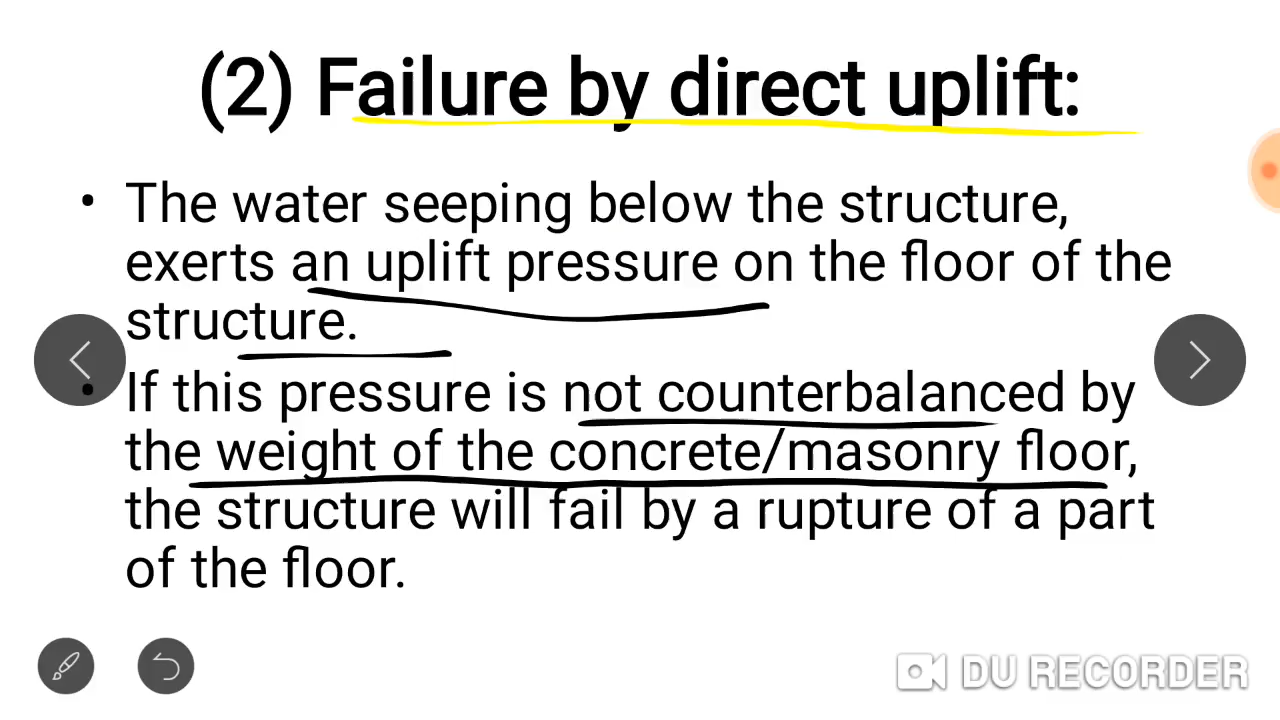 (2) Failure by direct uplift:
• The water seeping below the structure,
exerts an uplift pressure on the floor of the
structure.
• If this pressure is not counterbalanced by
the weight of the concrete/masonry floor,
the structure will fail by a rupture of a part
of the floor.
DU RECORDER